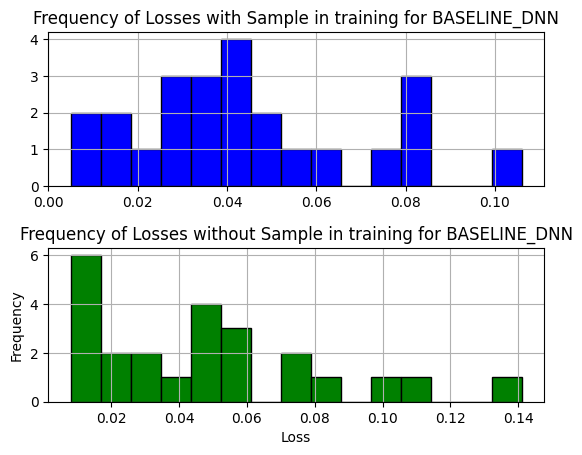 Frequency of Losses with Sample in training for BASELINE_DNN
4
3
2
1
0
0.00 0.02 0.04 0.06 0.08 0.10
Frequency of Losses without Sample in training for BASELINE_DNN
6
4
2
0
Frequency
0.02 0.04 0.06 0.08 0.10 0.12 0.14
Loss